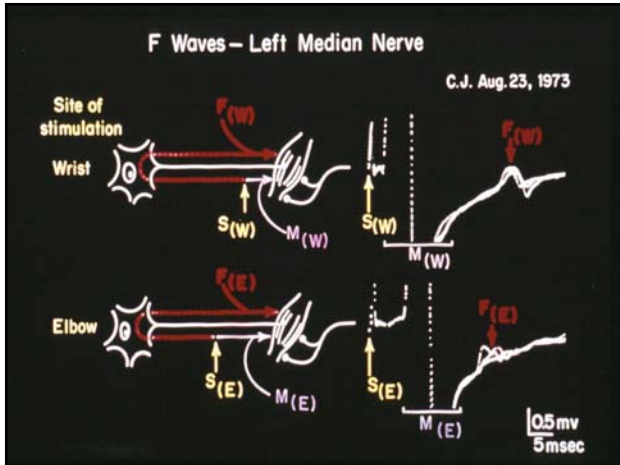 F Waves – Left Median Nerve
C.J. Aug. 23, 1973
Site of
stimulation
F(W)
F(W)
Wrist
S(W)
S(W)
M(W)
M(W)
F(E)
F(E)
Elbow
S(E)
S(E)
M(E)
M(E)
0.5mv
5msec